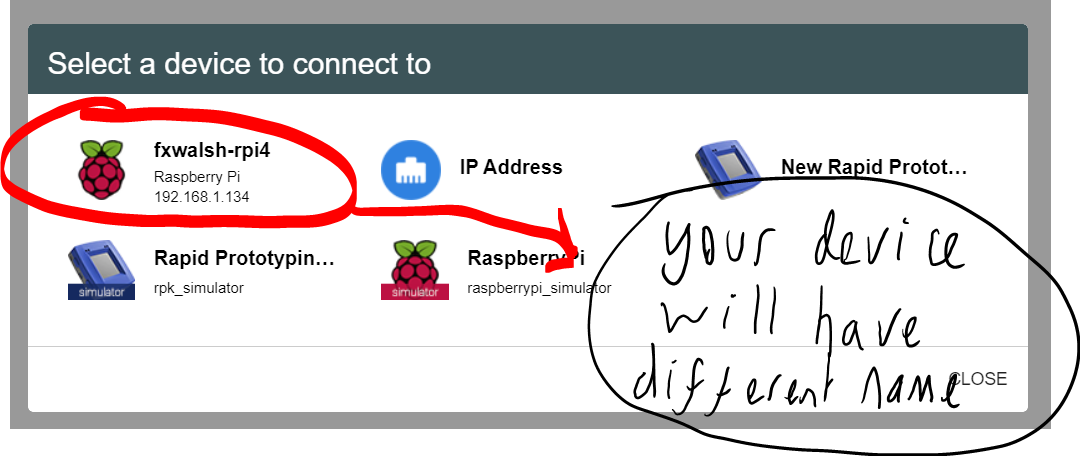 Select a device to connect to
fxwalsh-rpi4
Raspberry Pi
192.168.1.134
IP Address
New Rapid Protot...
simulator
Rapid Prototypin...
rpk_simulator
simulator
RaspberryPi
raspberrypi_simulator
your device
will have
different name
CLOSE